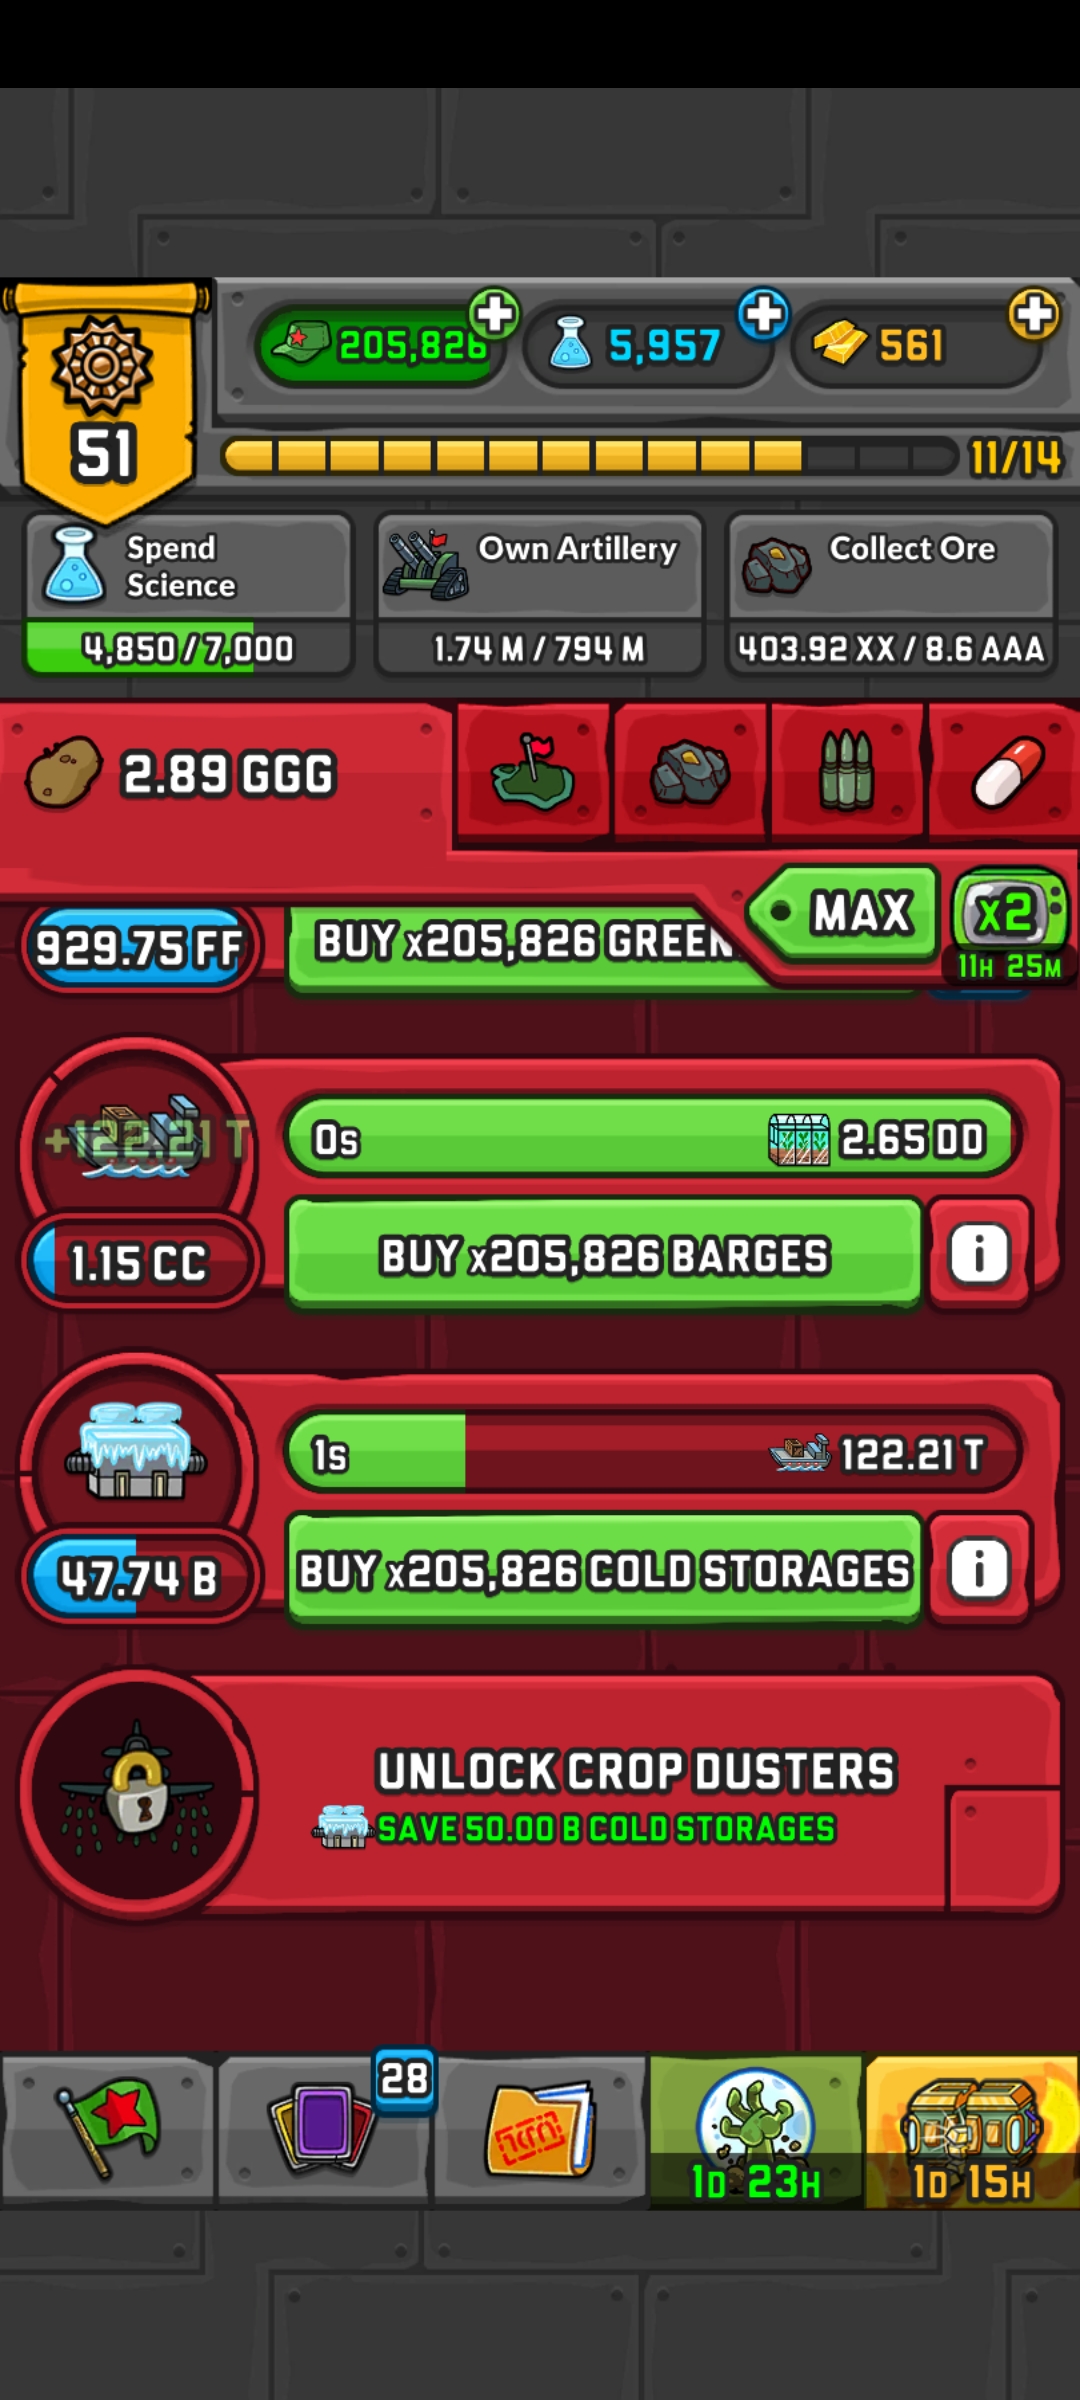 205,826
5,957
561
51
11/14
Spend
Science
4,850/7,000
Own Artillery
1.74 M/794 M
Collect Ore
403.92 XX/8.6 AAA
2.89 GGG
MAX
x2
11H 25M
929.75 FF
BUY x205,826 GREEN
+122.21 T
0s
2.65 DD
1.15 CC
BUY x205,826 BARGES
i
1s
122.21 T
47.74 B
BUY x205,826 COLD STORAGES
i
UNLOCK CROP DUSTERS
SAVE 50.00 B COLD STORAGES
28
1D 23H
1D 15H